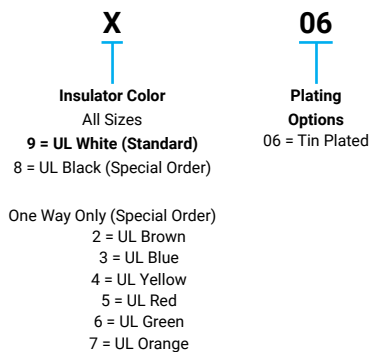 X
06
Insulator Color
All Sizes
9 = UL White (Standard)
8 = UL Black (Special Order)
Plating
Options
06 = Tin Plated
One Way Only (Special Order)
2 = UL Brown
3 = UL Blue
4 = UL Yellow
5 = UL Red
6 = UL Green
7 = UL Orange